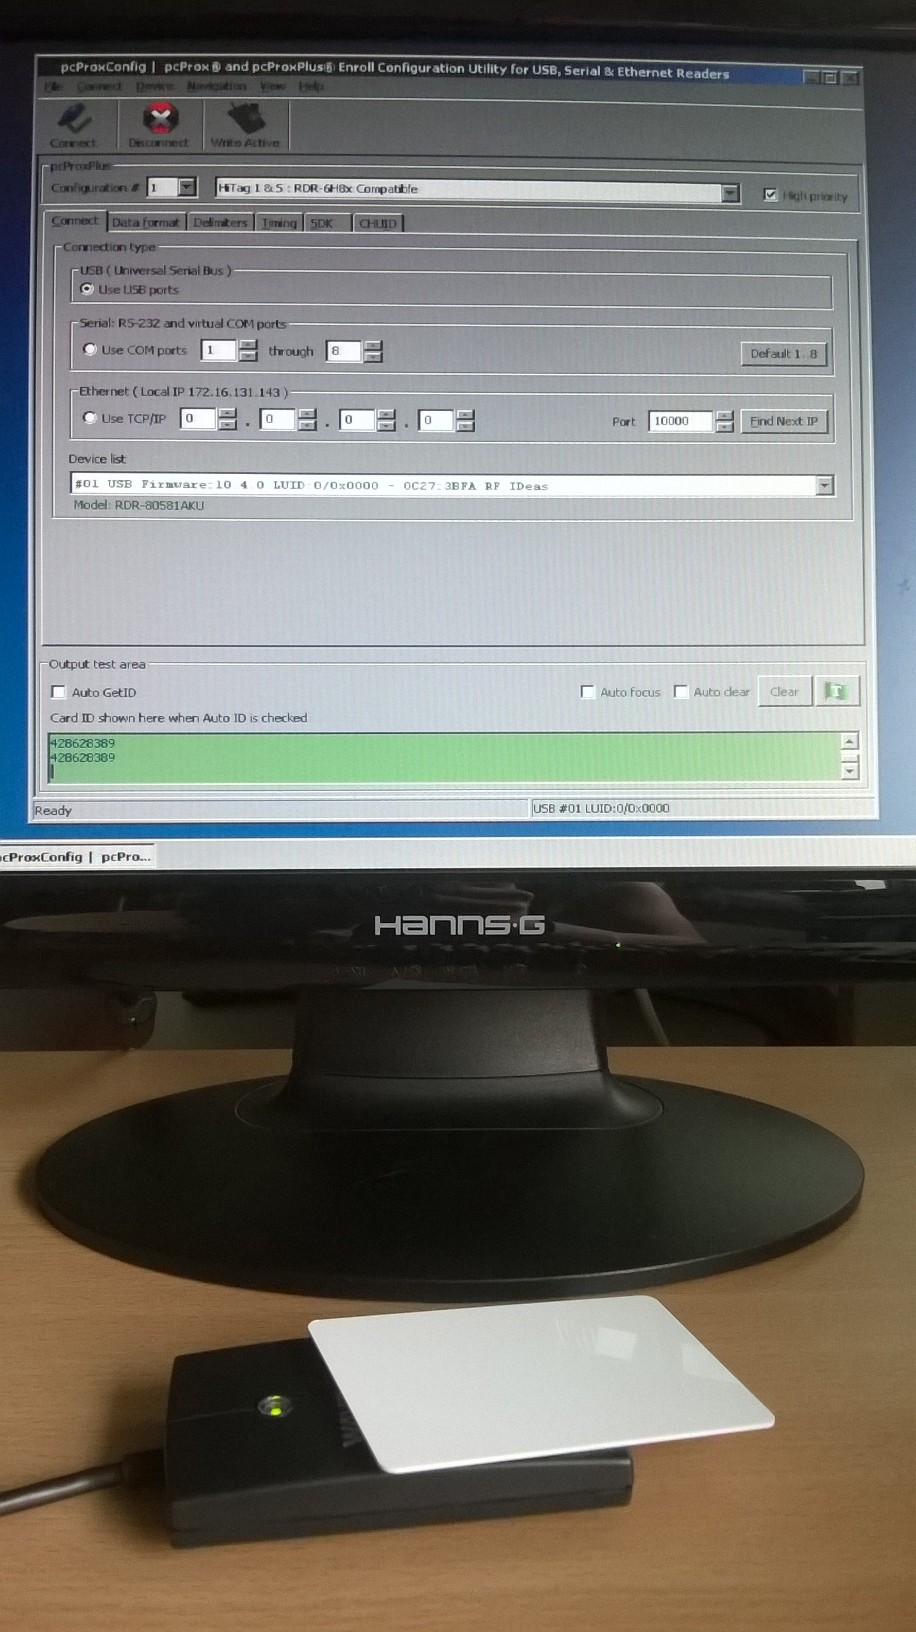 pcProxConfig | pcProx® and pcProxPlus® Enroll Configuration Utility for USB, Serial & Ethernet Readers
File Connect Device Navigation View Help
Connect Disconnect Write Active
pcProxPlus
Configuration # 1 HiTag 1 & S : RDR-6H8x Compatible High priority
Connect Data format Delimiters Timing SDK CHUID
Connection type
USB ( Universal Serial Bus )
Use USB ports
Serial: RS-232 and virtual COM ports
Use COM ports 1 through 8 Default 1..8
Ethernet ( Local IP 172.16.131.143 )
Use TCP/IP 0 . 0 . 0 . 0 Port 10000 Find Next IP
Device list
#01 USB Firmware:10 4 0 LUID:0/0x0000 - 0C27:3BFA RF IDeas
Model: RDR-80581AKU
Output test area
Auto GetID Auto focus Auto clear Clear T
Card ID shown here when Auto ID is checked
428628389
428628389
Ready USB #01 LUID:0/0x0000
cProxConfig | pcPro...
HANNS·G